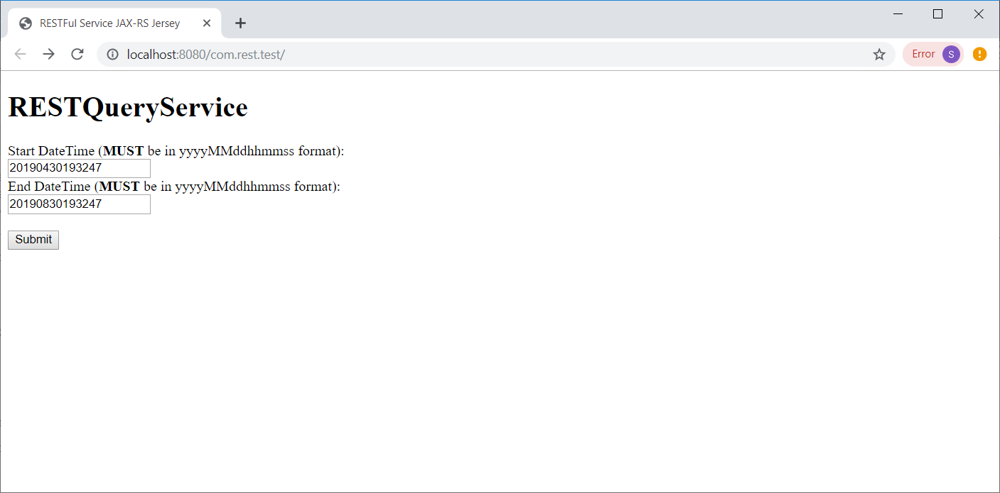 RESTFul Service JAX-RS Jersey
localhost:8080/com.rest.test/
Error S
RESTQueryService
Start DateTime (MUST be in yyyyMMddhhmmss format):
20190430193247
End DateTime (MUST be in yyyyMMddhhmmss format):
20190830193247
Submit